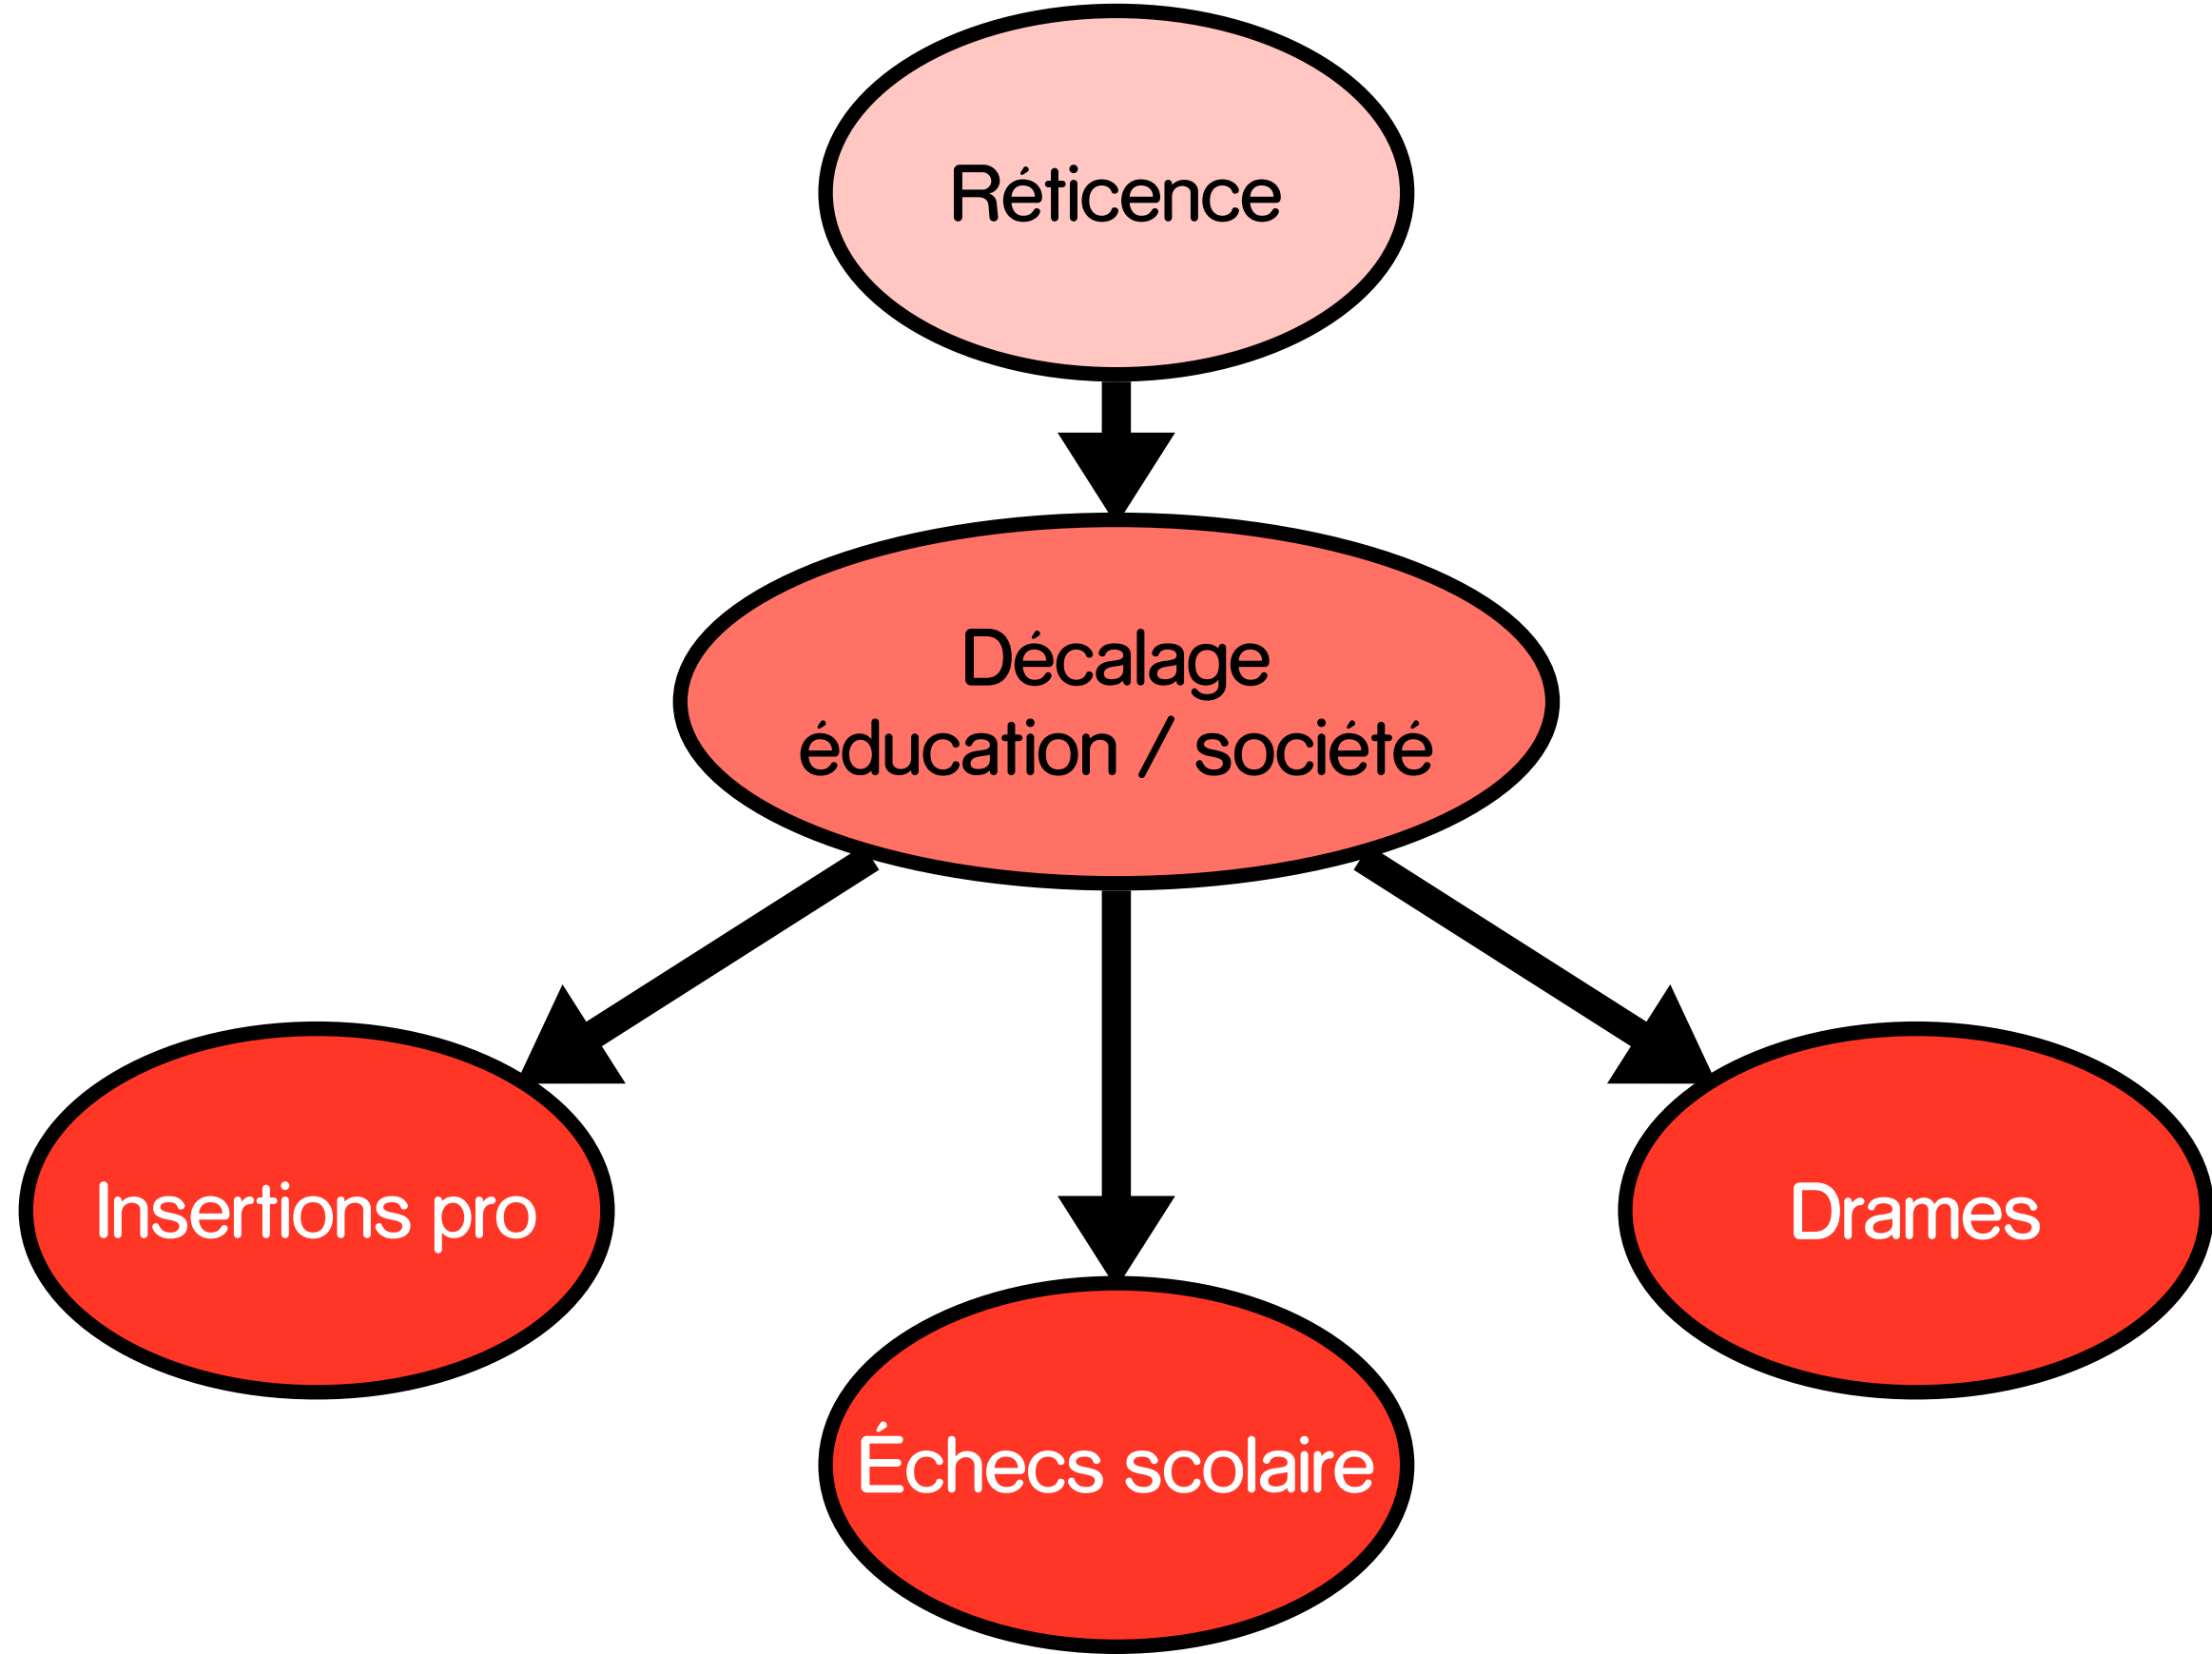 Réticence
Décalage
éducation / société
Insertions pro
Drames
Échecs scolaire